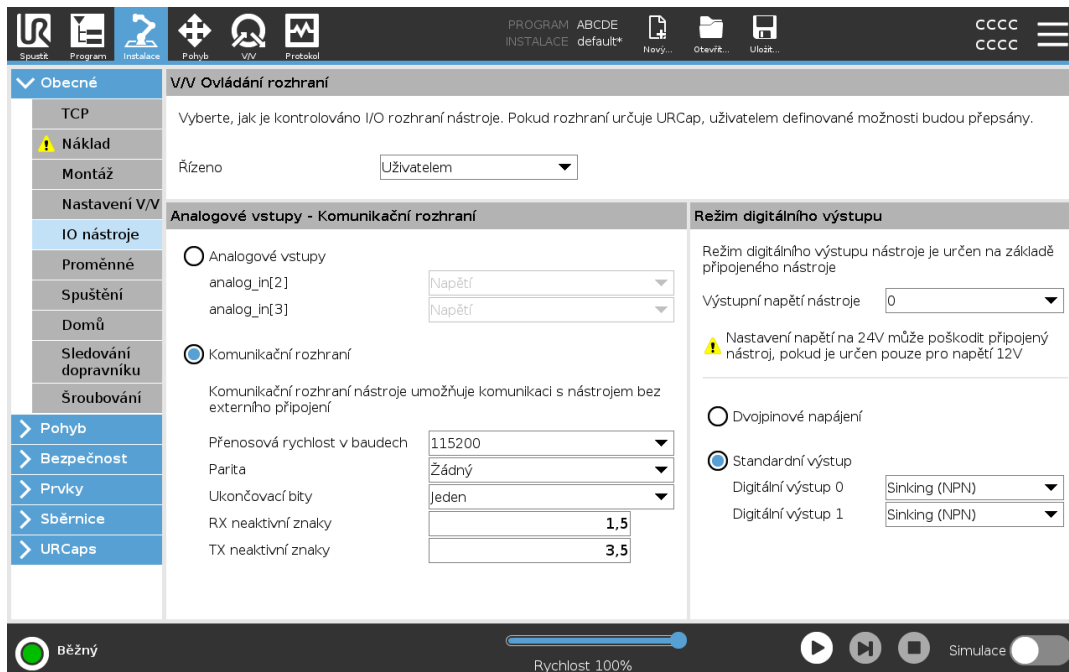 PROGRAM ABCDE
INSTALACE default*
CCCC
CCCC
Spustit Program Instalace Pohyb V/V Protokol Nový... Otevřít... Uložit...
Obecné
TCP
Náklad
Montáž
Nastavení V/V
IO nástroje
Proměnné
Spuštění
Domů
Sledování
dopravníku
Šroubování
Pohyb
Bezpečnost
Prvky
Sběrnice
URCaps
V/V Ovládání rozhraní
Vyberte, jak je kontrolováno I/O rozhraní nástroje. Pokud rozhraní určuje URCap, uživatelem definované možnosti budou přepsány.
Řízeno Uživatelem
Analogové vstupy - Komunikační rozhraní
Analogové vstupy
analog_in[2] Napětí
analog_in[3] Napětí
Komunikační rozhraní
Komunikační rozhraní nástroje umožňuje komunikaci s nástrojem bez
externího připojení
Přenosová rychlost v baudech 115200
Parita Žádný
Ukončovací bity Jeden
RX neaktivní znaky 1,5
TX neaktivní znaky 3,5
Režim digitálního výstupu
Režim digitálního výstupu nástroje je určen na základě
připojeného nástroje
Výstupní napětí nástroje 0
Nastavení napětí na 24V může poškodit připojený
nástroj, pokud je určen pouze pro napětí 12V
Dvojpinové napájení
Standardní výstup
Digitální výstup 0 Sinking (NPN)
Digitální výstup 1 Sinking (NPN)
Běžný
Rychlost 100%
Simulace